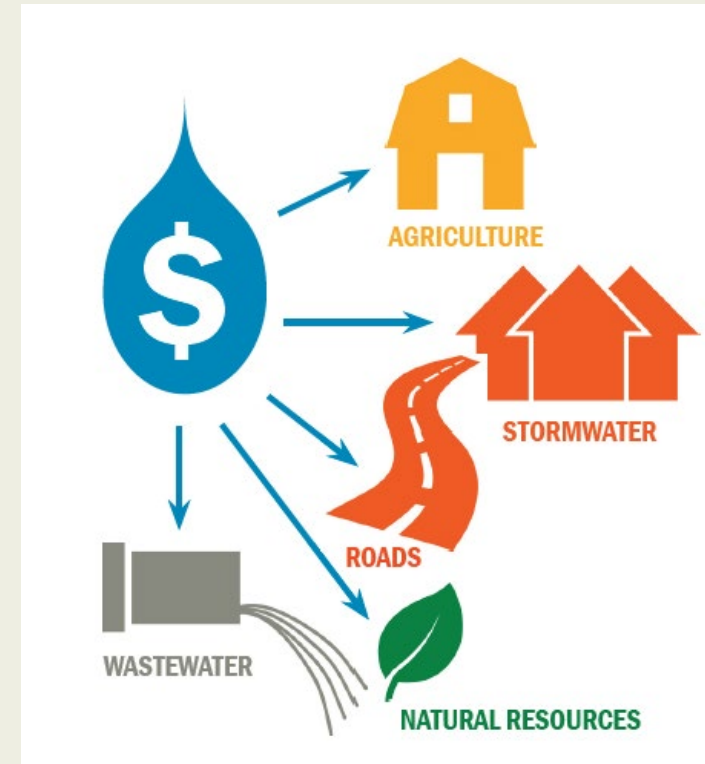 $
AGRICULTURE
STORMWATER
ROADS
WASTEWATER
NATURAL RESOURCES